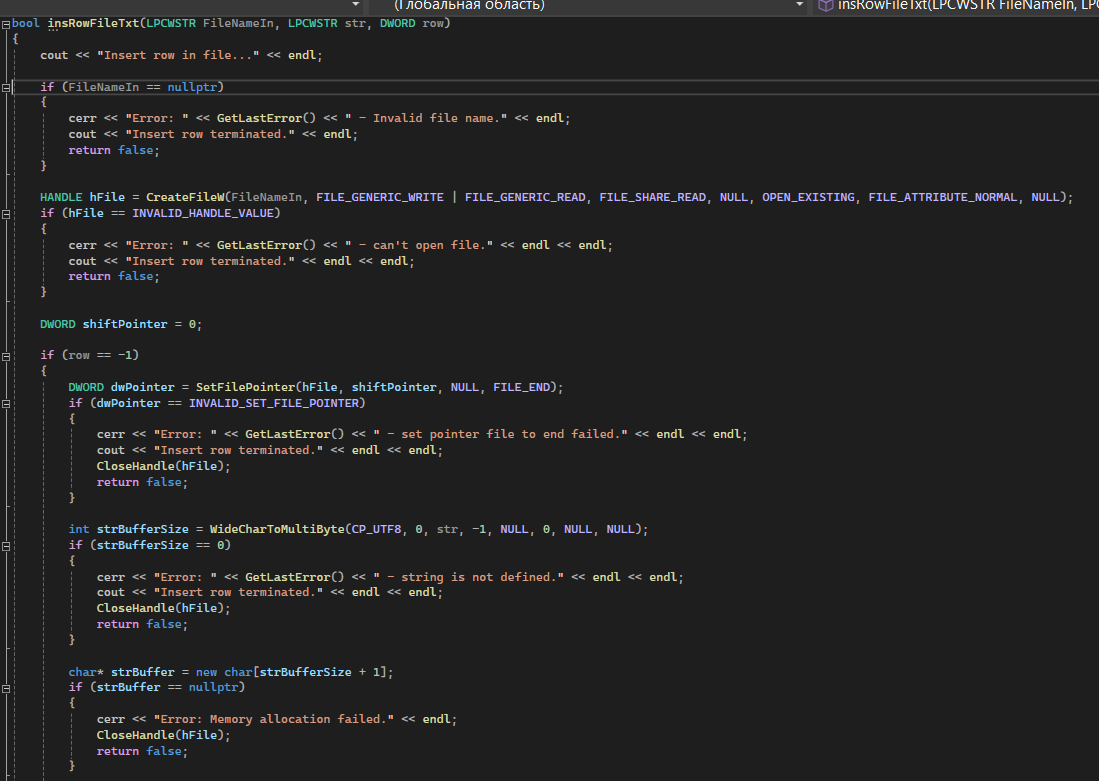 (Глобальная область)
insRowFileTxt(LPCWSTR FileNameIn, LPC
bool insRowFileTxt(LPCWSTR FileNameIn, LPCWSTR str, DWORD row)
{
cout << "Insert row in file..." << endl;
if (FileNameIn == nullptr)
{
cerr << "Error: " << GetLastError() << " - Invalid file name." << endl;
cout << "Insert row terminated." << endl;
return false;
}
HANDLE hFile = CreateFileW(FileNameIn, FILE_GENERIC_WRITE | FILE_GENERIC_READ, FILE_SHARE_READ, NULL, OPEN_EXISTING, FILE_ATTRIBUTE_NORMAL, NULL);
if (hFile == INVALID_HANDLE_VALUE)
{
cerr << "Error: " << GetLastError() << " - can't open file." << endl << endl;
cout << "Insert row terminated." << endl << endl;
return false;
}
DWORD shiftPointer = 0;
if (row == -1)
{
DWORD dwPointer = SetFilePointer(hFile, shiftPointer, NULL, FILE_END);
if (dwPointer == INVALID_SET_FILE_POINTER)
{
cerr << "Error: " << GetLastError() << " - set pointer file to end failed." << endl << endl;
cout << "Insert row terminated." << endl << endl;
CloseHandle(hFile);
return false;
}
int strBufferSize = WideCharToMultiByte(CP_UTF8, 0, str, -1, NULL, 0, NULL, NULL);
if (strBufferSize == 0)
{
cerr << "Error: " << GetLastError() << " - string is not defined." << endl << endl;
cout << "Insert row terminated." << endl << endl;
CloseHandle(hFile);
return false;
}
char* strBuffer = new char[strBufferSize + 1];
if (strBuffer == nullptr)
{
cerr << "Error: Memory allocation failed." << endl;
CloseHandle(hFile);
return false;
}